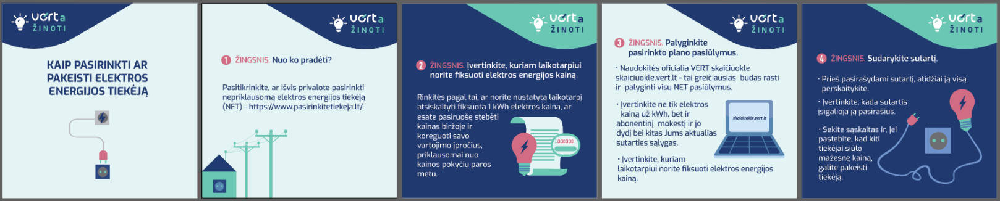 vërta
ŽINOTI
KAIP PASIRINKTI AR
PAKEISTI ELEKTROS
ENERGIJOS TIEKĖJĄ
vërta
ŽINOTI
1 ŽINGSNIS. Nuo ko pradėti?
Pasitikrinkite, ar išvis privalote pasirinkti
nepriklausomą elektros energijos tiekėją
(NET) - https://www.pasirinkitetiekeja.lt/.
vërta
ŽINOTI
2 ŽINGSNIS. Įvertinkite, kuriam laikotarpiui
norite fiksuoti elektros energijos kainą.
Rinkitės pagal tai, ar norite nustatytą laikotarpį
atsiskaityti fiksuota 1 kWh elektros kaina, ar
esate pasiruošę stebėti
kainas biržoje ir
koreguoti savo
vartojimo įpročius,
priklausomai nuo
kainos pokyčių paros
metu.
000000
vërta
ŽINOTI
3 ŽINGSNIS. Palyginkite
pasirinkto plano pasiūlymus.
• Naudokitės oficialia VERT skaičiuokle
skaiciuokle.vert.lt - tai greičiausias būdas rasti
ir palyginti visų NET pasiūlymus.
• Įvertinkite ne tik elektros
kainą už kWh, bet ir
abonentinį mokestį ir jo
dydį bei kitas Jums aktualias
sutarties sąlygas.
skaiciuokle.vert.lt
• Įvertinkite, kuriam
laikotarpiui norite fiksuoti elektros energijos
kainą.
vërta
ŽINOTI
4 ŽINGSNIS. Sudarykite sutartį.
• Prieš pasirašydami sutartį, atidžiai ją visą
perskaitykite.
• Įvertinkite, kada sutartis
įsigalioja ją pasirašius.
• Sekite sąskaitas ir, jei
pastebite, kad kiti
tiekėjai siūlo
mažesnę kainą,
galite pakeisti
tiekėją.